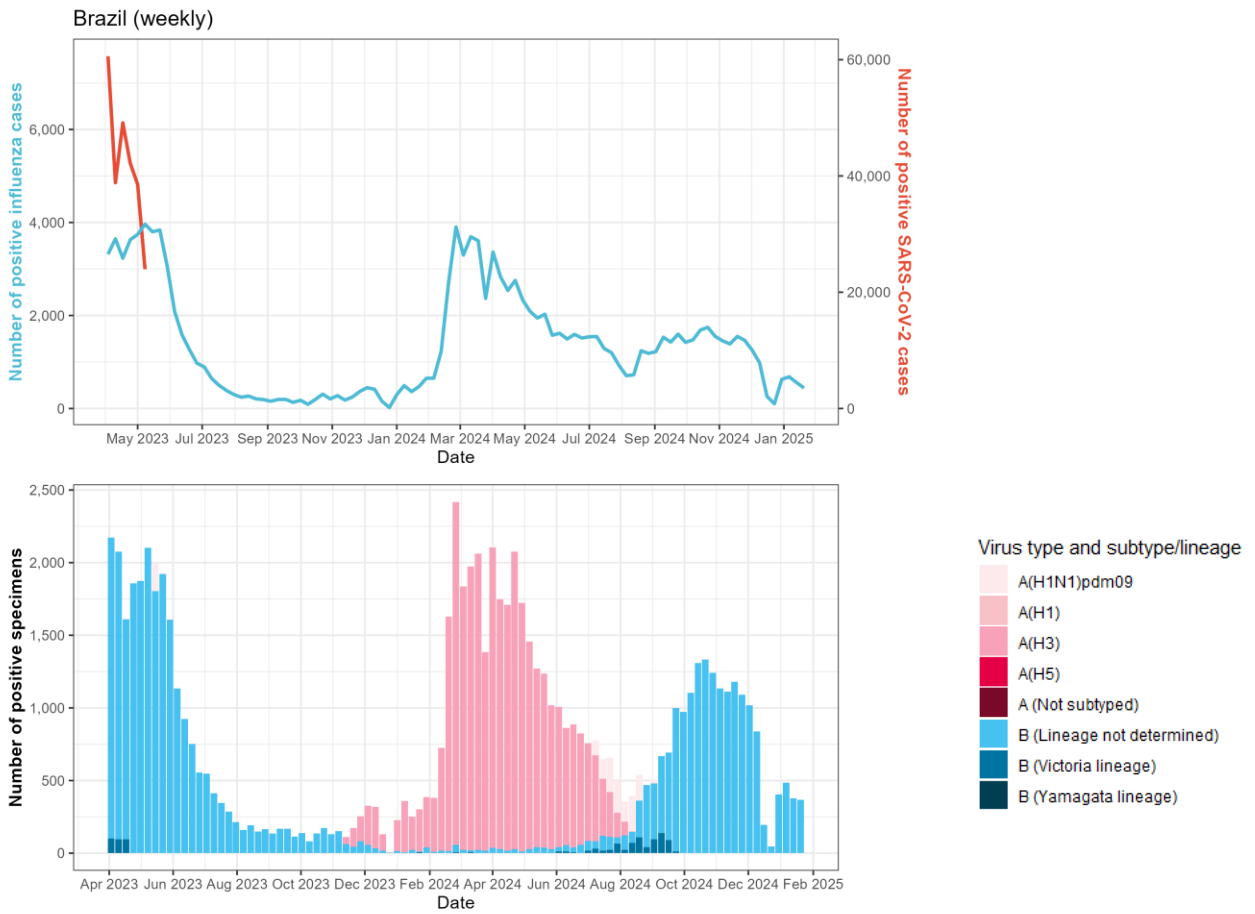 Brazil (weekly)
Number of positive influenza cases
6,000
4,000
2,000
0
60,000
40,000
20,000
0
Number of positive SARS-CoV-2 cases
May 2023 Jul 2023 Sep 2023 Nov 2023 Jan 2024 Mar 2024 May 2024 Jul 2024 Sep 2024 Nov 2024 Jan 2025
Date
Number of positive specimens
2,500
2,000
1,500
1,000
500
0
Apr 2023 Jun 2023 Aug 2023 Oct 2023 Dec 2023 Feb 2024 Apr 2024 Jun 2024 Aug 2024 Oct 2024 Dec 2024 Feb 2025
Date
Virus type and subtype/lineage
A(H1N1)pdm09
A(H1)
A(H3)
A(H5)
A (Not subtyped)
B (Lineage not determined)
B (Victoria lineage)
B (Yamagata lineage)